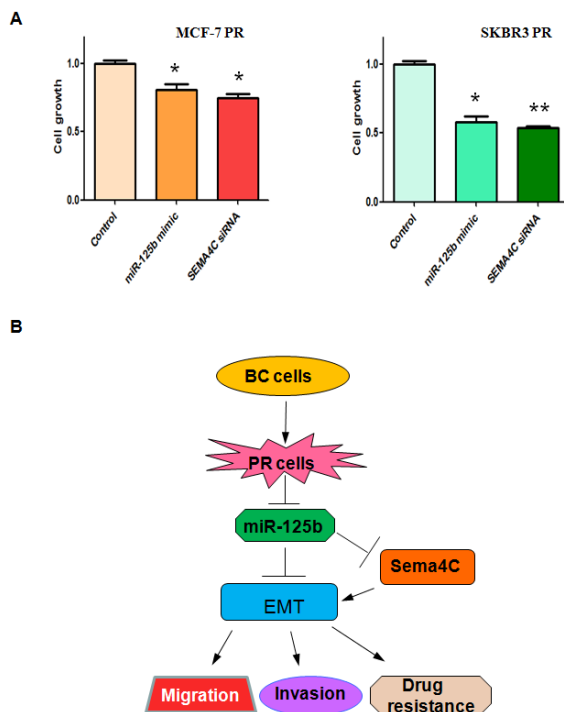 A
MCF-7 PR
Cell growth
1.0
0.5
0.0
*
*
Control
miR-125b mimic
SEMA4C siRNA
SKBR3 PR
Cell growth
1.0
0.5
0.0
*
**
Control
miR-125b mimic
SEMA4C siRNA
B
BC cells
PR cells
miR-125b
Sema4C
EMT
Migration
Invasion
Drug
resistance